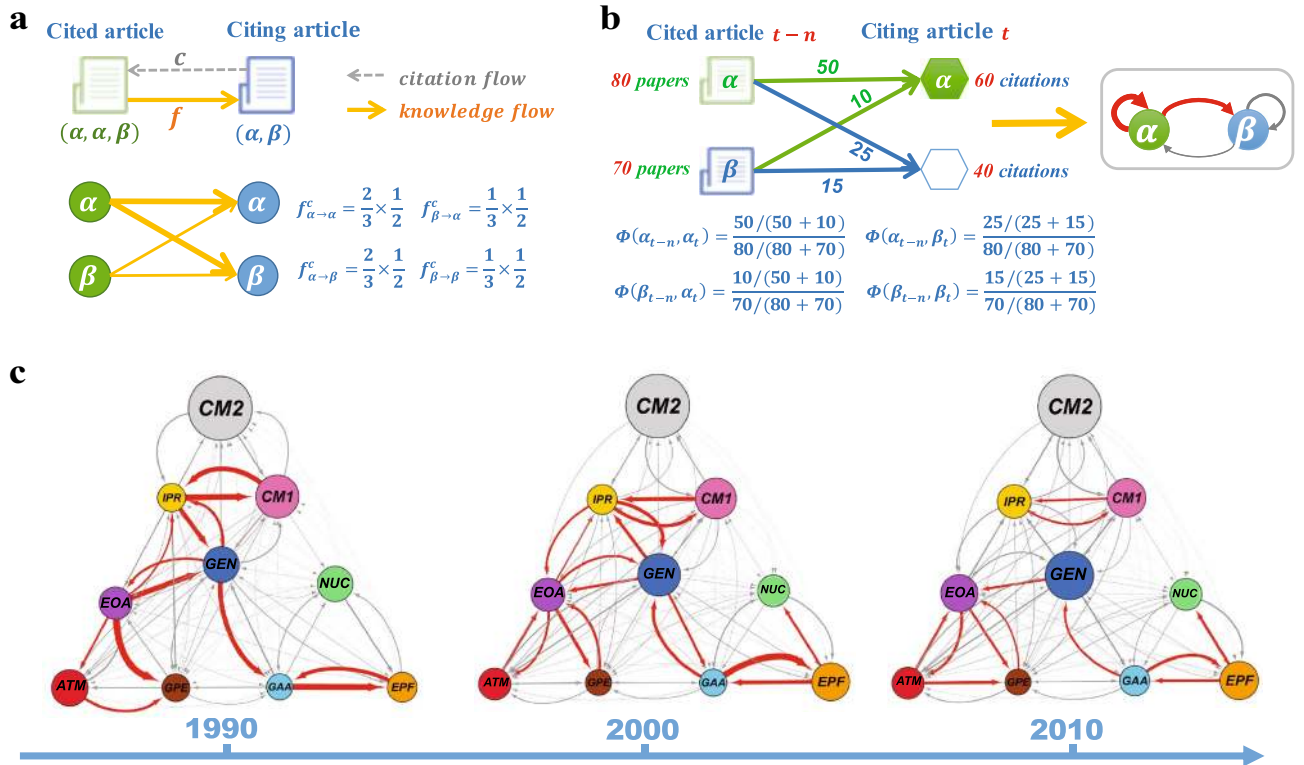 a
Cited article
Citing article
c
f
(α, α, β)
(α, β)
citation flow
knowledge flow
α
α
β
β
f^c_{α→α} = 2/3 × 1/2   f^c_{β→α} = 1/3 × 1/2
f^c_{α→β} = 2/3 × 1/2   f^c_{β→β} = 1/3 × 1/2
b
Cited article t − n
Citing article t
80 papers
α
50
α
60 citations
10
25
70 papers
β
15
40 citations
α
β
Φ(α_{t−n}, α_t) = 50/(50 + 10) / 80/(80 + 70)   Φ(α_{t−n}, β_t) = 25/(25 + 15) / 80/(80 + 70)
Φ(β_{t−n}, α_t) = 10/(50 + 10) / 70/(80 + 70)   Φ(β_{t−n}, β_t) = 15/(25 + 15) / 70/(80 + 70)
c
CM2
IPR
CM1
GEN
NUC
EOA
ATM
GPE
GAA
EPF
1990
CM2
IPR
CM1
GEN
NUC
EOA
ATM
GPE
GAA
EPF
2000
CM2
IPR
CM1
GEN
NUC
EOA
ATM
GPE
GAA
EPF
2010